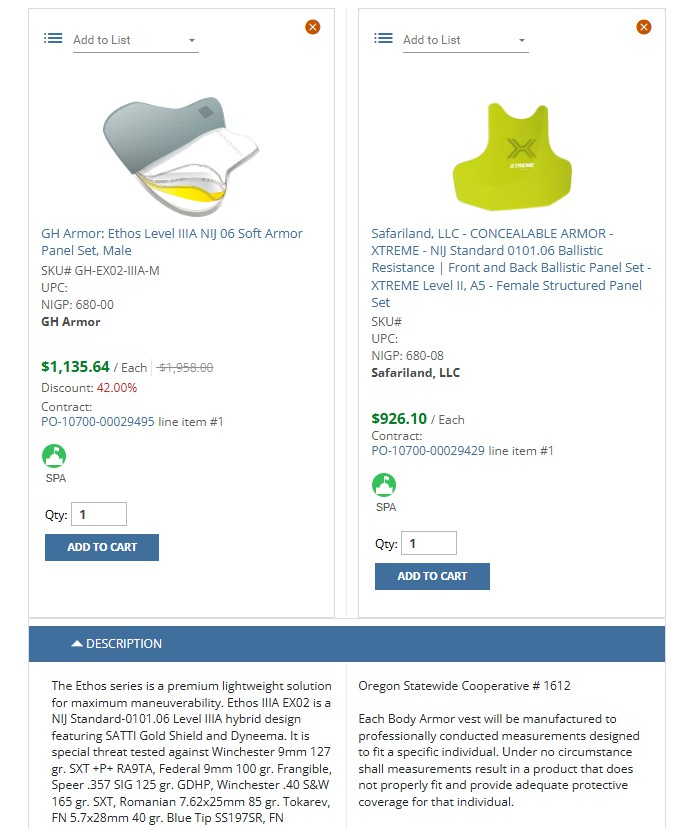 Add to List
GH Armor: Ethos Level IIIA NIJ 06 Soft Armor
Panel Set, Male
SKU# GH-EX02-IIIA-M
UPC:
NIGP: 680-00
GH Armor
$1,135.64 / Each $1,958.00
Discount: 42.00%
Contract:
PO-10700-00029495 line item #1
SPA
Qty: 1
ADD TO CART
Add to List
XTREME
Safariland, LLC - CONCEALABLE ARMOR -
XTREME - NIJ Standard 0101.06 Ballistic
Resistance | Front and Back Ballistic Panel Set -
XTREME Level II, A5 - Female Structured Panel
Set
SKU#
UPC:
NIGP: 680-08
Safariland, LLC
$926.10 / Each
Contract:
PO-10700-00029429 line item #1
SPA
Qty: 1
ADD TO CART
DESCRIPTION
The Ethos series is a premium lightweight solution
for maximum maneuverability. Ethos IIIA EX02 is a
NIJ Standard-0101.06 Level IIIA hybrid design
featuring SATTI Gold Shield and Dyneema. It is
special threat tested against Winchester 9mm 127
gr. SXT +P+ RA9TA, Federal 9mm 100 gr. Frangible,
Speer .357 SIG 125 gr. GDHP, Winchester .40 S&W
165 gr. SXT, Romanian 7.62x25mm 85 gr. Tokarev,
FN 5.7x28mm 40 gr. Blue Tip SS197SR, FN
Oregon Statewide Cooperative # 1612
Each Body Armor vest will be manufactured to
professionally conducted measurements designed
to fit a specific individual. Under no circumstance
shall measurements result in a product that does
not properly fit and provide adequate protective
coverage for that individual.